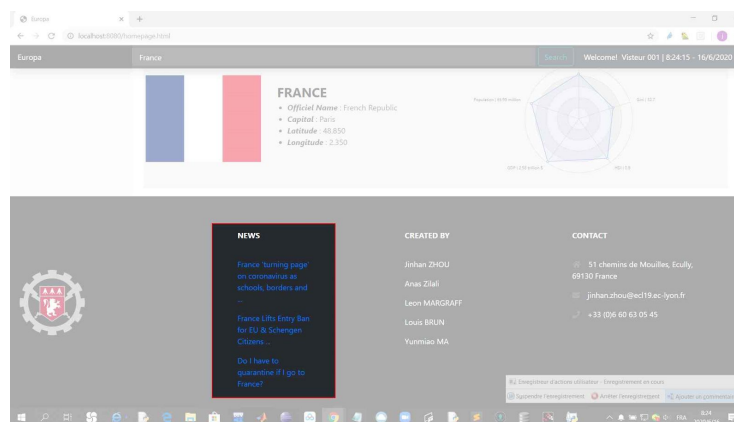 Europa
localhost:8080/homepage.html
Europa
France
Search
Welcome! Visteur 001 | 8:24:15 - 16/6/2020
FRANCE
Officiel Name : French Republic
Capital : Paris
Latitude : 48.850
Longitude : 2.350
NEWS
France 'turning page'
on coronavirus as
schools, borders and
...
France Lifts Entry Ban
for EU & Schengen
Citizens ...
Do I have to
quarantine if I go to
France?
CREATED BY
Jinhan ZHOU
Anas Zilali
Leon MARGRAFF
Louis BRUN
Yunmiao MA
CONTACT
51 chemins de Mouilles, Ecully,
69130 France
jinhan.zhou@ecl19.ec-lyon.fr
+33 (0)6 60 63 05 45
Enregistreur d'actions utilisateur - Enregistrement en cours
Suspendre l'enregistrement
Arrêter l'enregistrement
Ajouter un commentaire
FRA
8:24